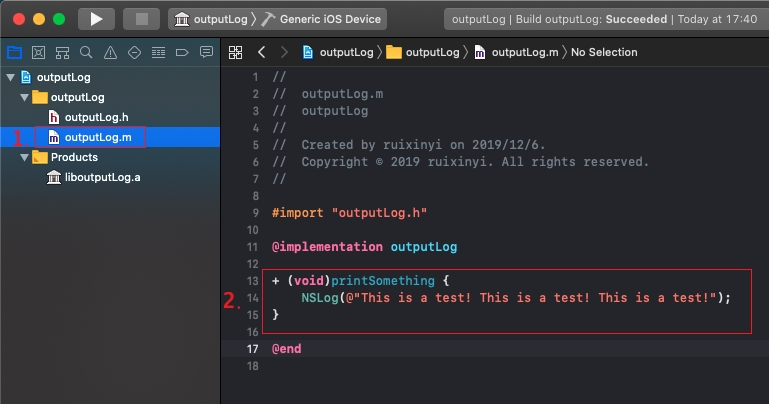 outputLog 〉 Generic iOS Device
outputLog | Build outputLog: Succeeded | Today at 17:40
outputLog 〉 outputLog 〉 outputLog.m 〉 No Selection
outputLog
outputLog
h outputLog.h
1. m outputLog.m
Products
liboutputLog.a
1 //
2 //  outputLog.m
3 //  outputLog
4 //
5 //  Created by ruixinyi on 2019/12/6.
6 //  Copyright © 2019 ruixinyi. All rights reserved.
7 //
8
9 #import "outputLog.h"
10
11 @implementation outputLog
12
13 + (void)printSomething {
2. 14     NSLog(@"This is a test! This is a test! This is a test!");
15 }
16
17 @end
18